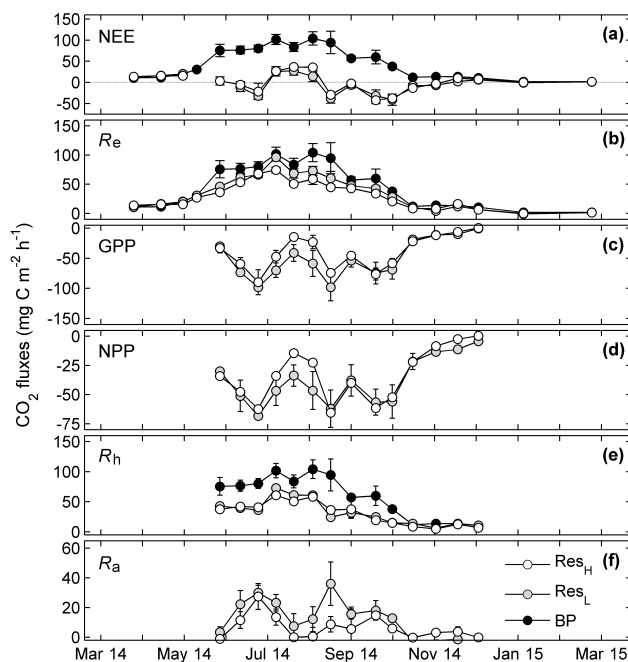 NEE (a)
100
50
0
-50
Re (b)
150
100
50
0
GPP (c)
0
-50
-100
-150
NPP (d)
0
-25
-50
-75
Rh (e)
150
100
50
0
Ra (f)
60
40
20
0
CO2 fluxes (mg C m-2 h-1)
ResH
ResL
BP
Mar 14 May 14 Jul 14 Sep 14 Nov 14 Jan 15 Mar 15